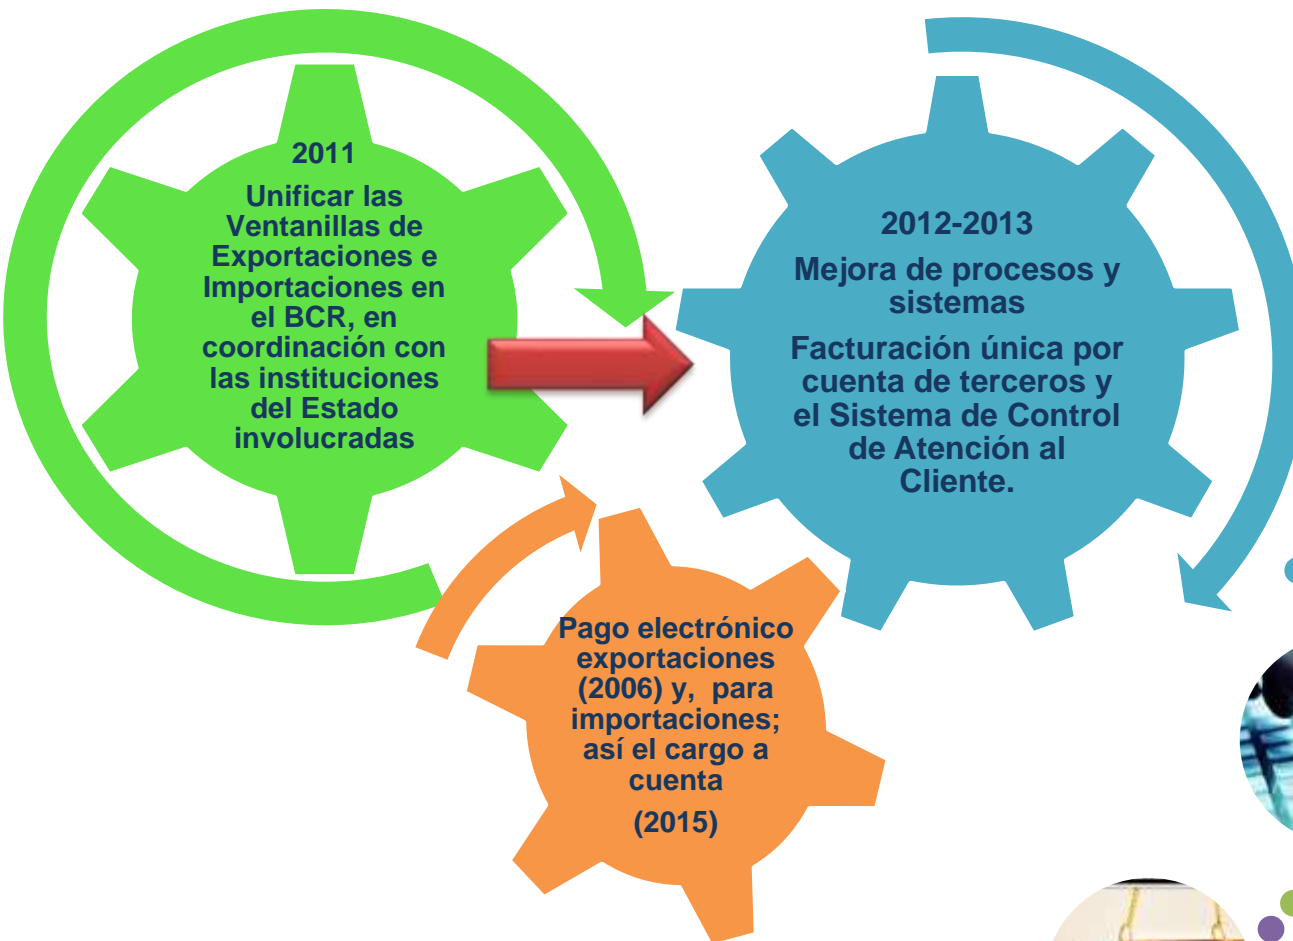 2011
Unificar las
Ventanillas de
Exportaciones e
Importaciones en
el BCR, en
coordinación con
las instituciones
del Estado
involucradas
2012-2013
Mejora de procesos y
sistemas
Facturación única por
cuenta de terceros y
el Sistema de Control
de Atención al
Cliente.
Pago electrónico
exportaciones
(2006) y,  para
importaciones;
así el cargo a
cuenta
(2015)